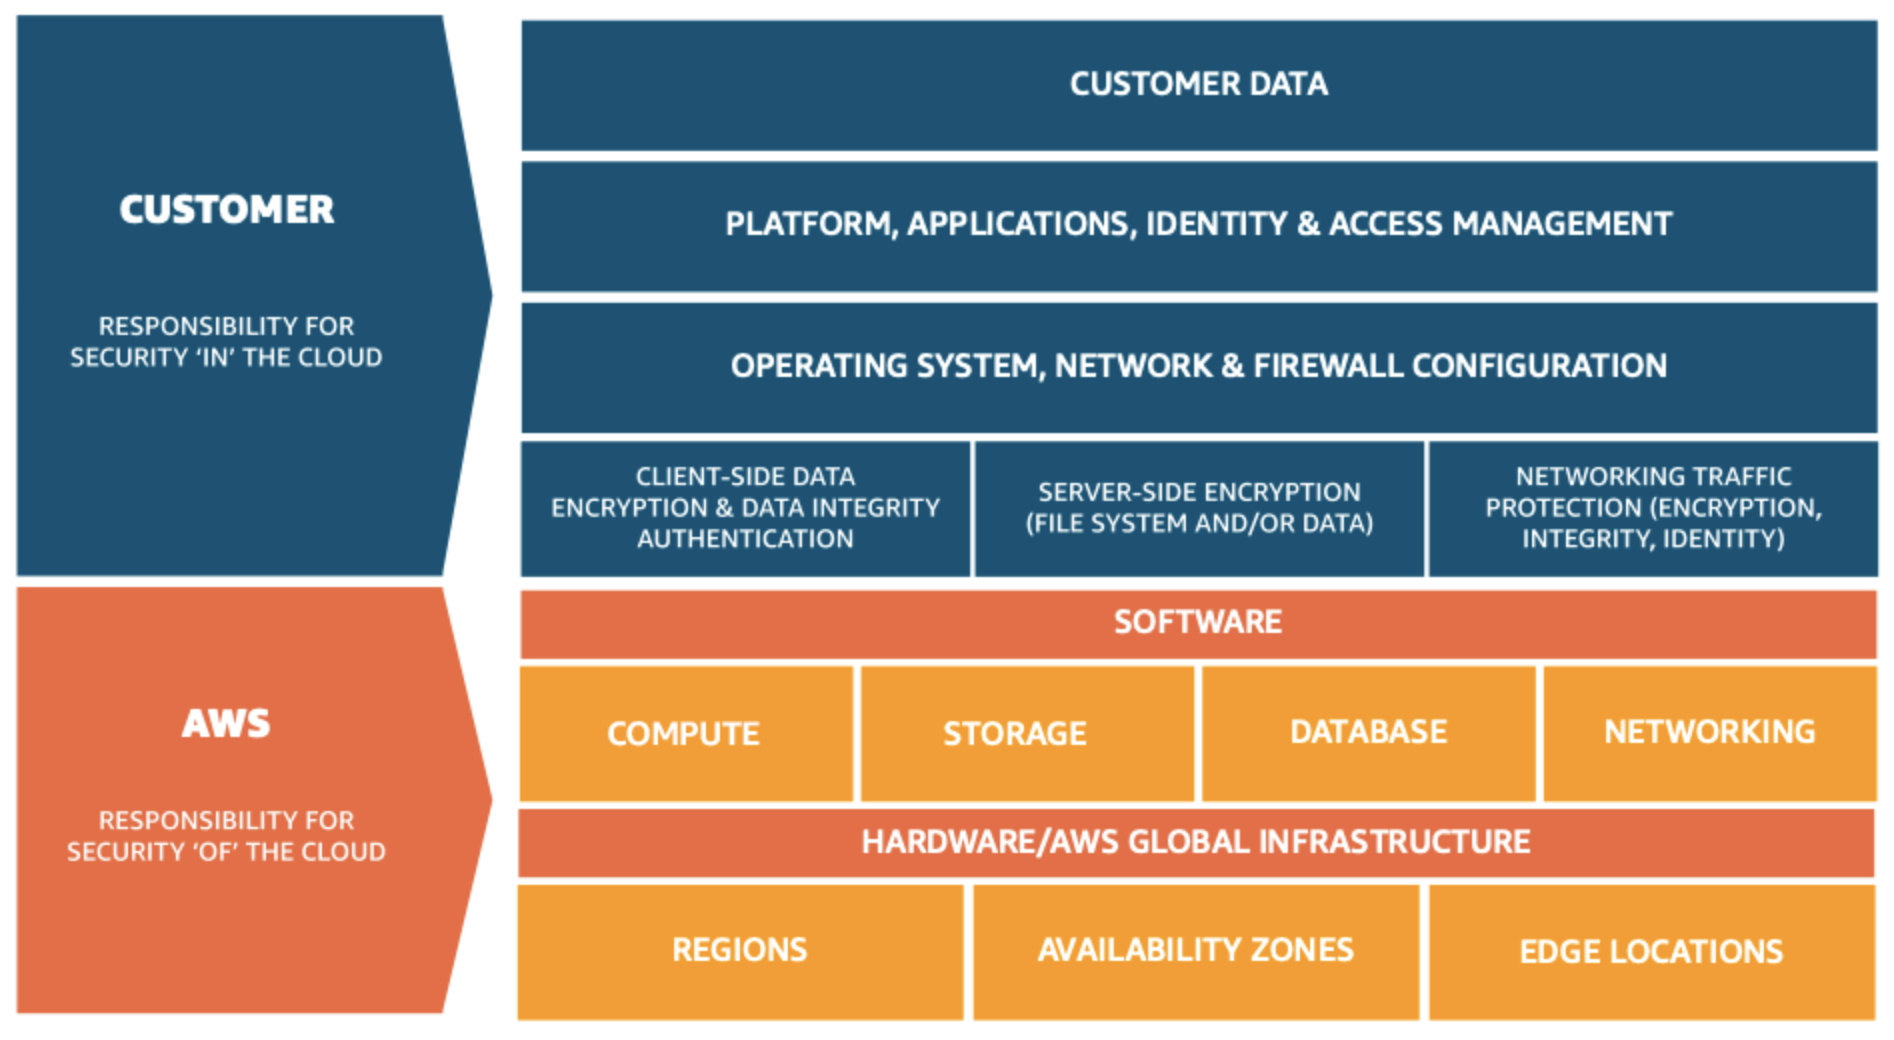 CUSTOMER
RESPONSIBILITY FOR
SECURITY ‘IN’ THE CLOUD
CUSTOMER DATA
PLATFORM, APPLICATIONS, IDENTITY & ACCESS MANAGEMENT
OPERATING SYSTEM, NETWORK & FIREWALL CONFIGURATION
CLIENT-SIDE DATA
ENCRYPTION & DATA INTEGRITY
AUTHENTICATION
SERVER-SIDE ENCRYPTION
(FILE SYSTEM AND/OR DATA)
NETWORKING TRAFFIC
PROTECTION (ENCRYPTION,
INTEGRITY, IDENTITY)
AWS
RESPONSIBILITY FOR
SECURITY ‘OF’ THE CLOUD
SOFTWARE
COMPUTE
STORAGE
DATABASE
NETWORKING
HARDWARE/AWS GLOBAL INFRASTRUCTURE
REGIONS
AVAILABILITY ZONES
EDGE LOCATIONS